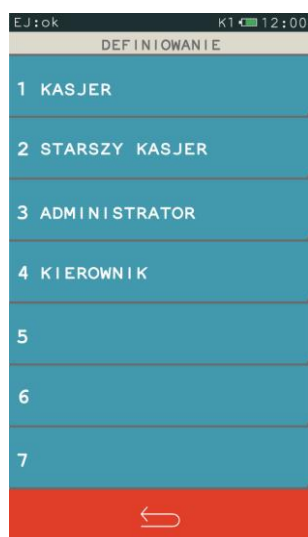 EJ:ok K1 12:00
DEFINIOWANIE
1 KASJER
2 STARSZY KASJER
3 ADMINISTRATOR
4 KIEROWNIK
5
6
7